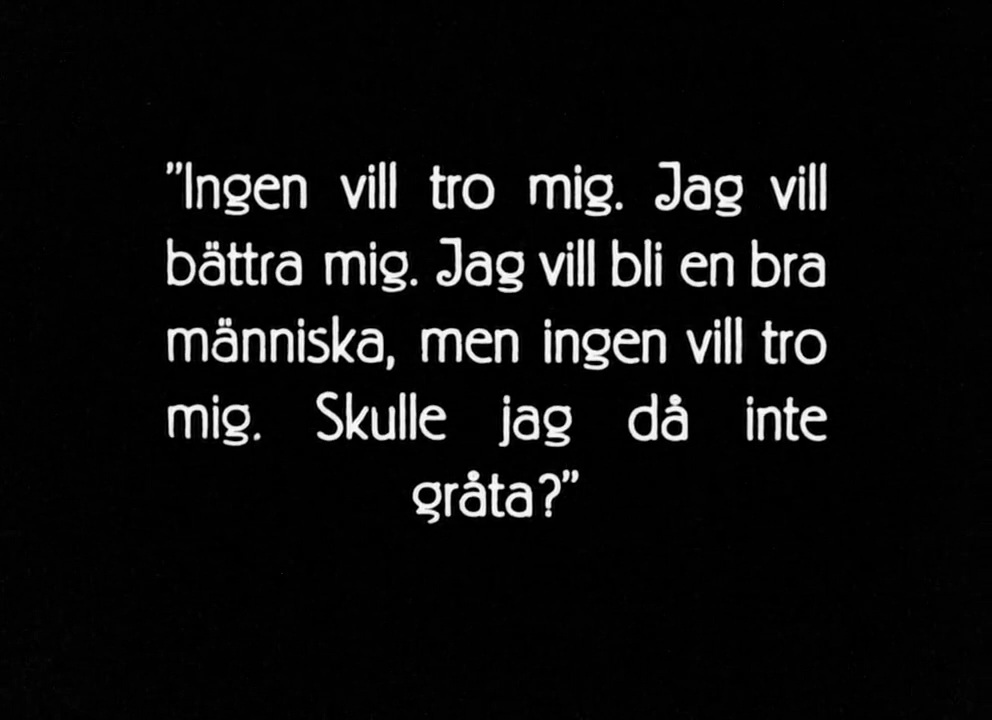 ”Ingen vill tro mig. Jag vill
bättra mig. Jag vill bli en bra
människa, men ingen vill tro
mig. Skulle jag då inte
gråta?”